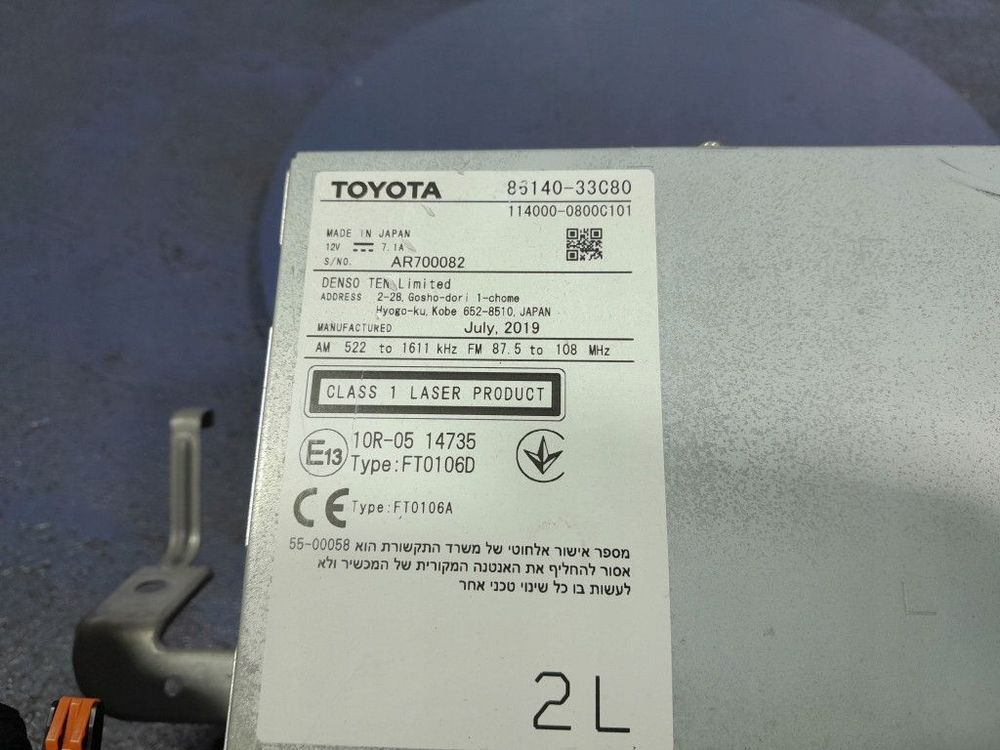 TOYOTA 86140-33C80
114000-0800C101
MADE IN JAPAN
12V 7.1A
S/NO. AR700082
DENSO TEN Limited
ADDRESS 2-28, Gosho-dori 1-chome
Hyogo-ku, Kobe 652-8510, JAPAN
MANUFACTURED July, 2019
AM 522 to 1611 kHz FM 87.5 to 108 MHz
CLASS 1 LASER PRODUCT
E13 10R-05 14735
Type:FT0106D
CE Type:FT0106A
מספר אישור אלחוטי של משרד התקשורת הוא 55-00058
אסור להחליף את האנטנה המקורית של המכשיר ולא
לעשות בו כל שינוי טכני אחר
2L